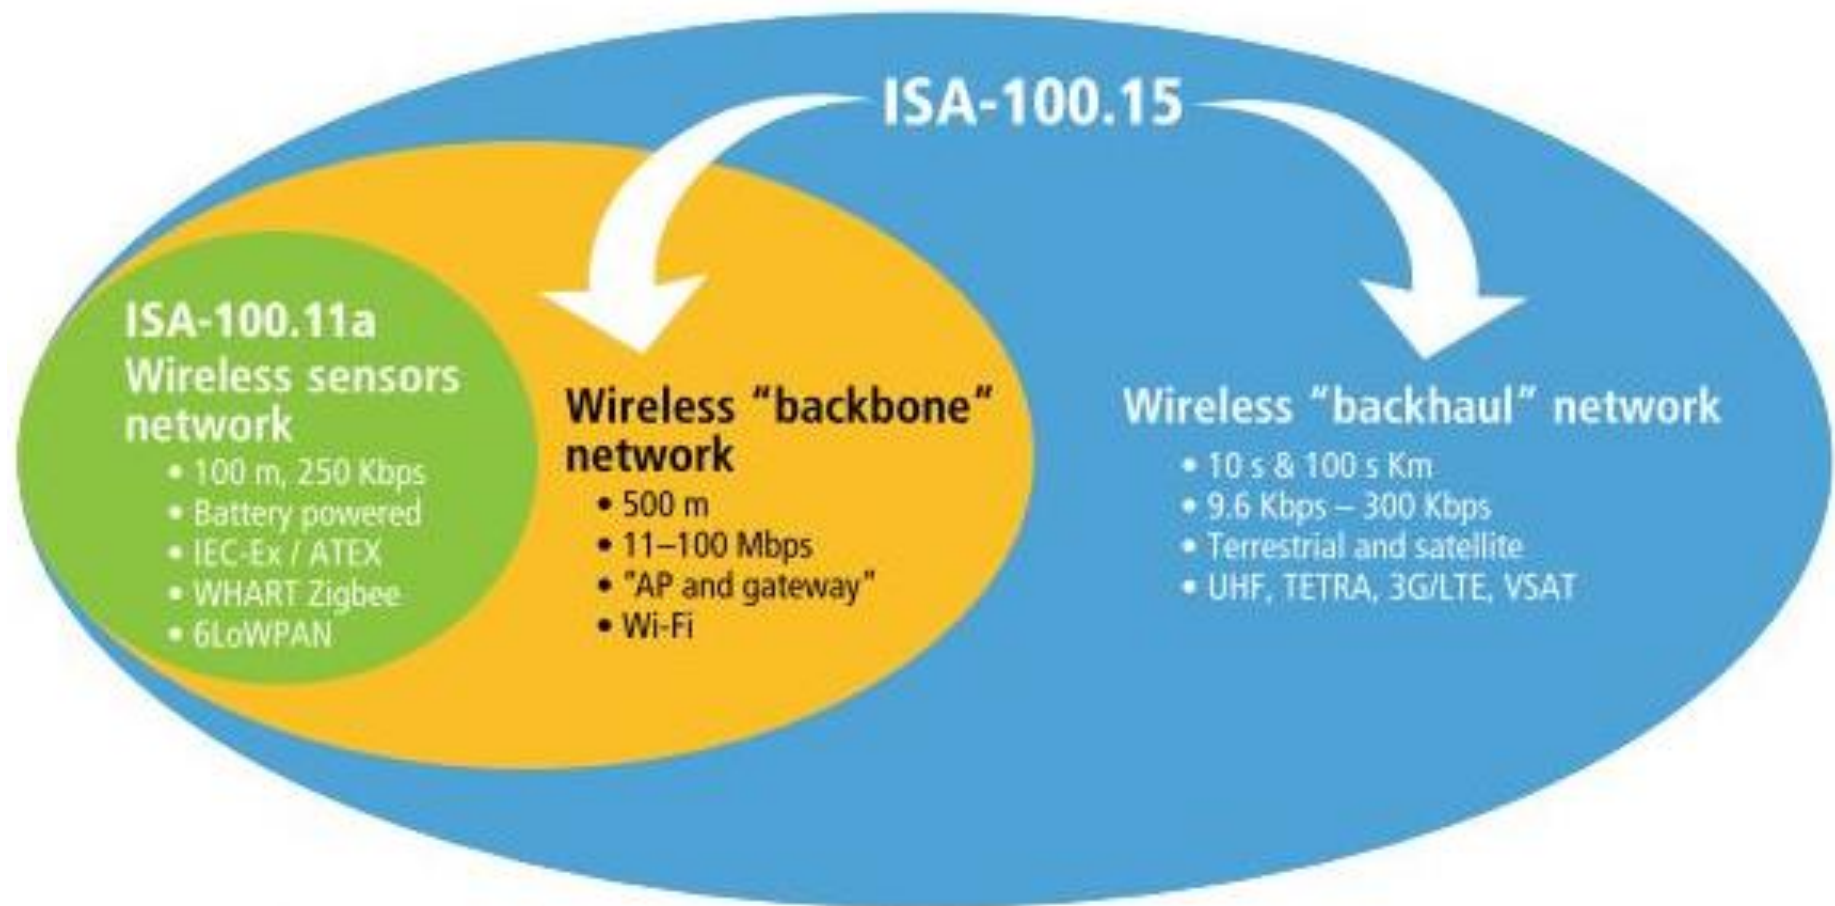 ISA-100.15
ISA-100.11a
Wireless sensors
network
• 100 m, 250 Kbps
• Battery powered
• IEC-Ex / ATEX
• WHART Zigbee
• 6LoWPAN
Wireless “backbone”
network
• 500 m
• 11–100 Mbps
• “AP and gateway”
• Wi-Fi
Wireless “backhaul” network
• 10 s & 100 s Km
• 9.6 Kbps – 300 Kbps
• Terrestrial and satellite
• UHF, TETRA, 3G/LTE, VSAT